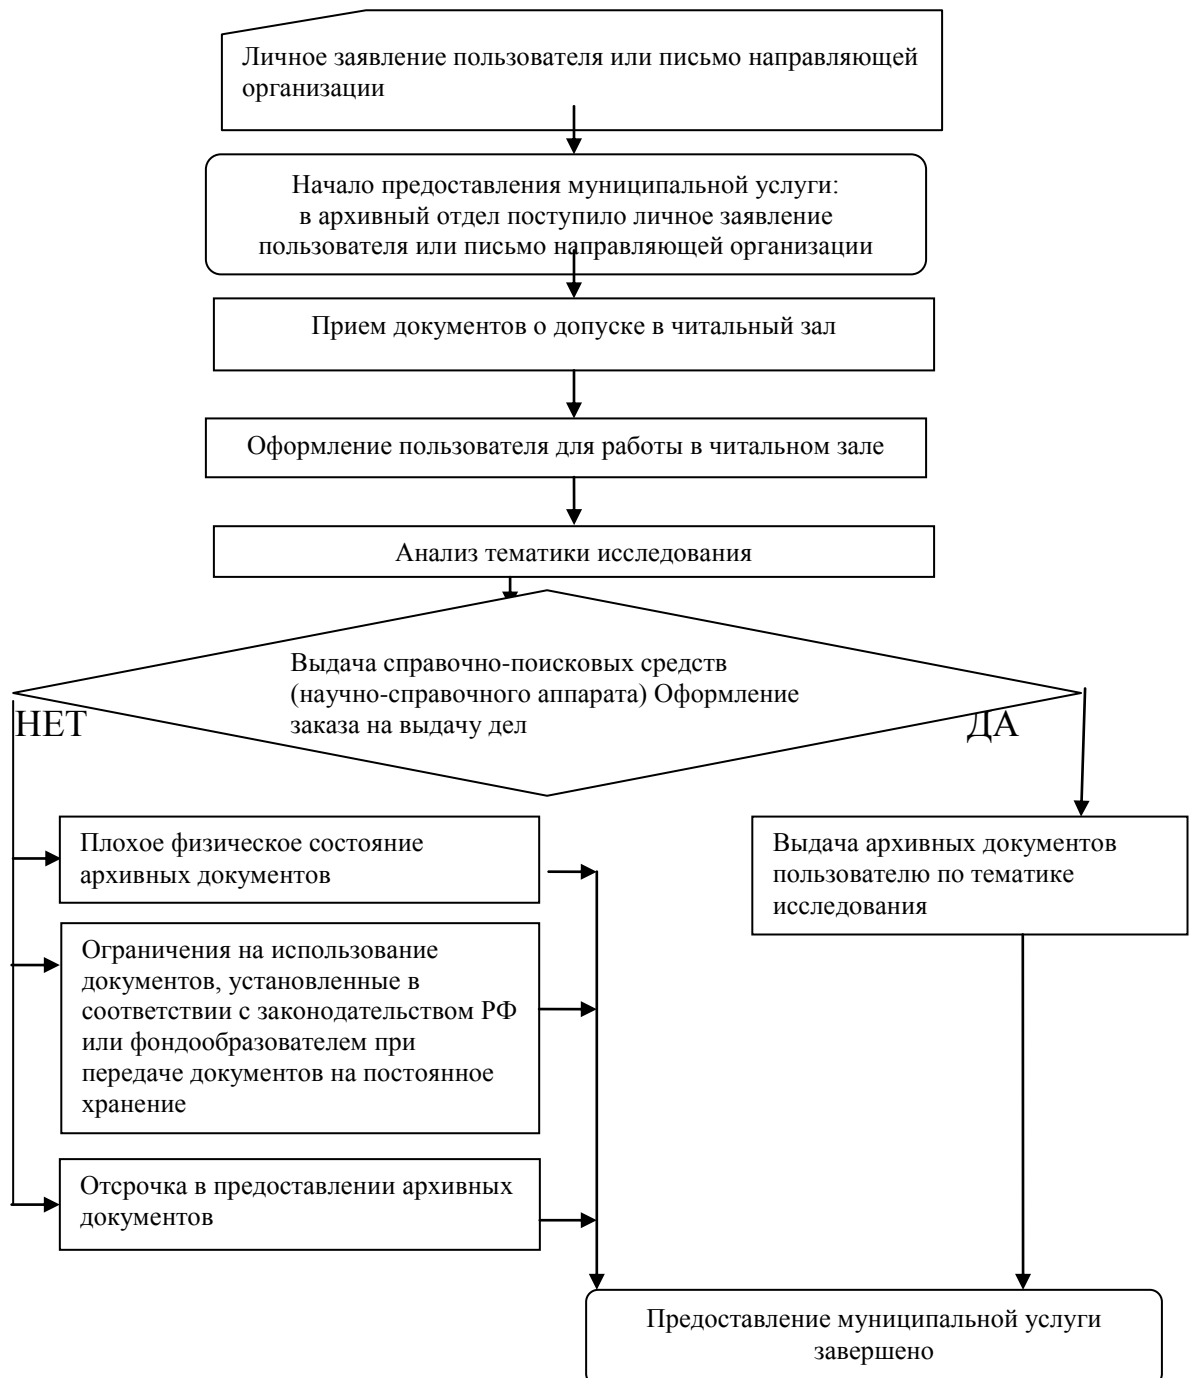 Личное заявление пользователя или письмо направляющей
организации
Начало предоставления муниципальной услуги:
в архивный отдел поступило личное заявление
пользователя или письмо направляющей организации
Прием документов о допуске в читальный зал
Оформление пользователя для работы в читальном зале
Анализ тематики исследования
Выдача справочно-поисковых средств
(научно-справочного аппарата) Оформление
заказа на выдачу дел
НЕТ
ДА
Плохое физическое состояние
архивных документов
Ограничения на использование
документов, установленные в
соответствии с законодательством РФ
или фондообразователем при
передаче документов на постоянное
хранение
Отсрочка в предоставлении архивных
документов
Выдача архивных документов
пользователю по тематике
исследования
Предоставление муниципальной услуги
завершено